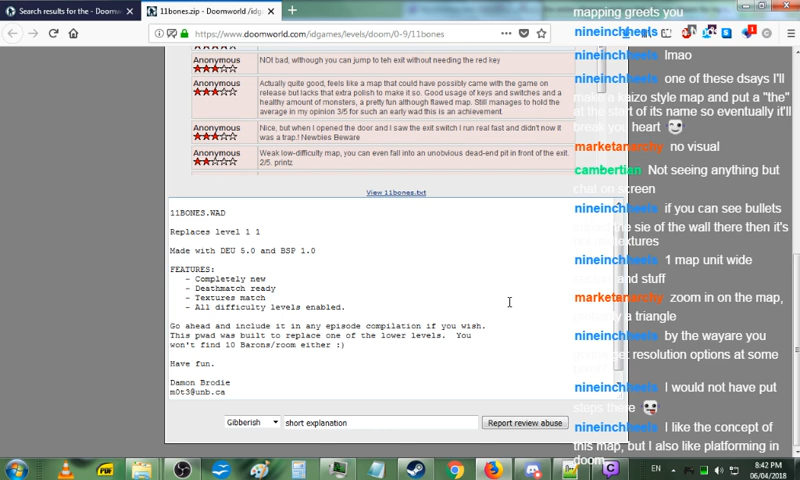 Search results for the - Doomw
11bones.zip - Doomworld /idgames
https://www.doomworld.com/idgames/levels/doom/0-9/11bones
Anonymous NOt bad, although you can jump to teh exit without needing the red key
Anonymous Actually quite good, feels like a map that could have possibly came with the game on
release but lacks that extra polish to make it so. Good usage of keys and switches and a
healthy amount of monsters, a pretty fun although flawed map. Still manages to hold the
average in my opinion 3/5 for such an early wad this is an achievement.
Anonymous Nice, but when I opened the door and I saw the exit switch I run real fast and didn't now it
was a trap.! Newbies Beware
Anonymous Weak low-difficulty map, you can even fall into an unobvious dead-end pit in front of the exit.
2/5. printz
View 11bones.txt
11BONES.WAD
Replaces level 1 1
Made with DEU 5.0 and BSP 1.0
FEATURES:
- Completely new
- Deathmatch ready
- Textures match
- All difficulty levels enabled.
Go ahead and include it in any episode compilation if you wish.
This pwad was built to replace one of the lower levels. You
won't find 10 Barons/room either :)
Have fun.
Damon Brodie
m0t3@unb.ca
Gibberish
short explanation
Report review abuse
mapping greets you
nineinchheels
lmao
nineinchheels one of these dsays I'll
make a kaizo style map and put a "the"
at the start of its name so eventually it'll
break you heart
marketanarchy no visual
cambertian Not seeing anything but
chat on screen
nineinchheels if you can see bullets
the sie of the wall there then it's
textures
nineinchheels 1 map unit wide
and stuff
marketanarchy zoom in on the map,
a triangle
nineinchheels by the wayare you
resolution options at some
nineinchheels I would not have put
steps there
nineinchheels I like the concept of
this map, but I also like platforming in
doom
EN
8:42 PM
06/04/2018